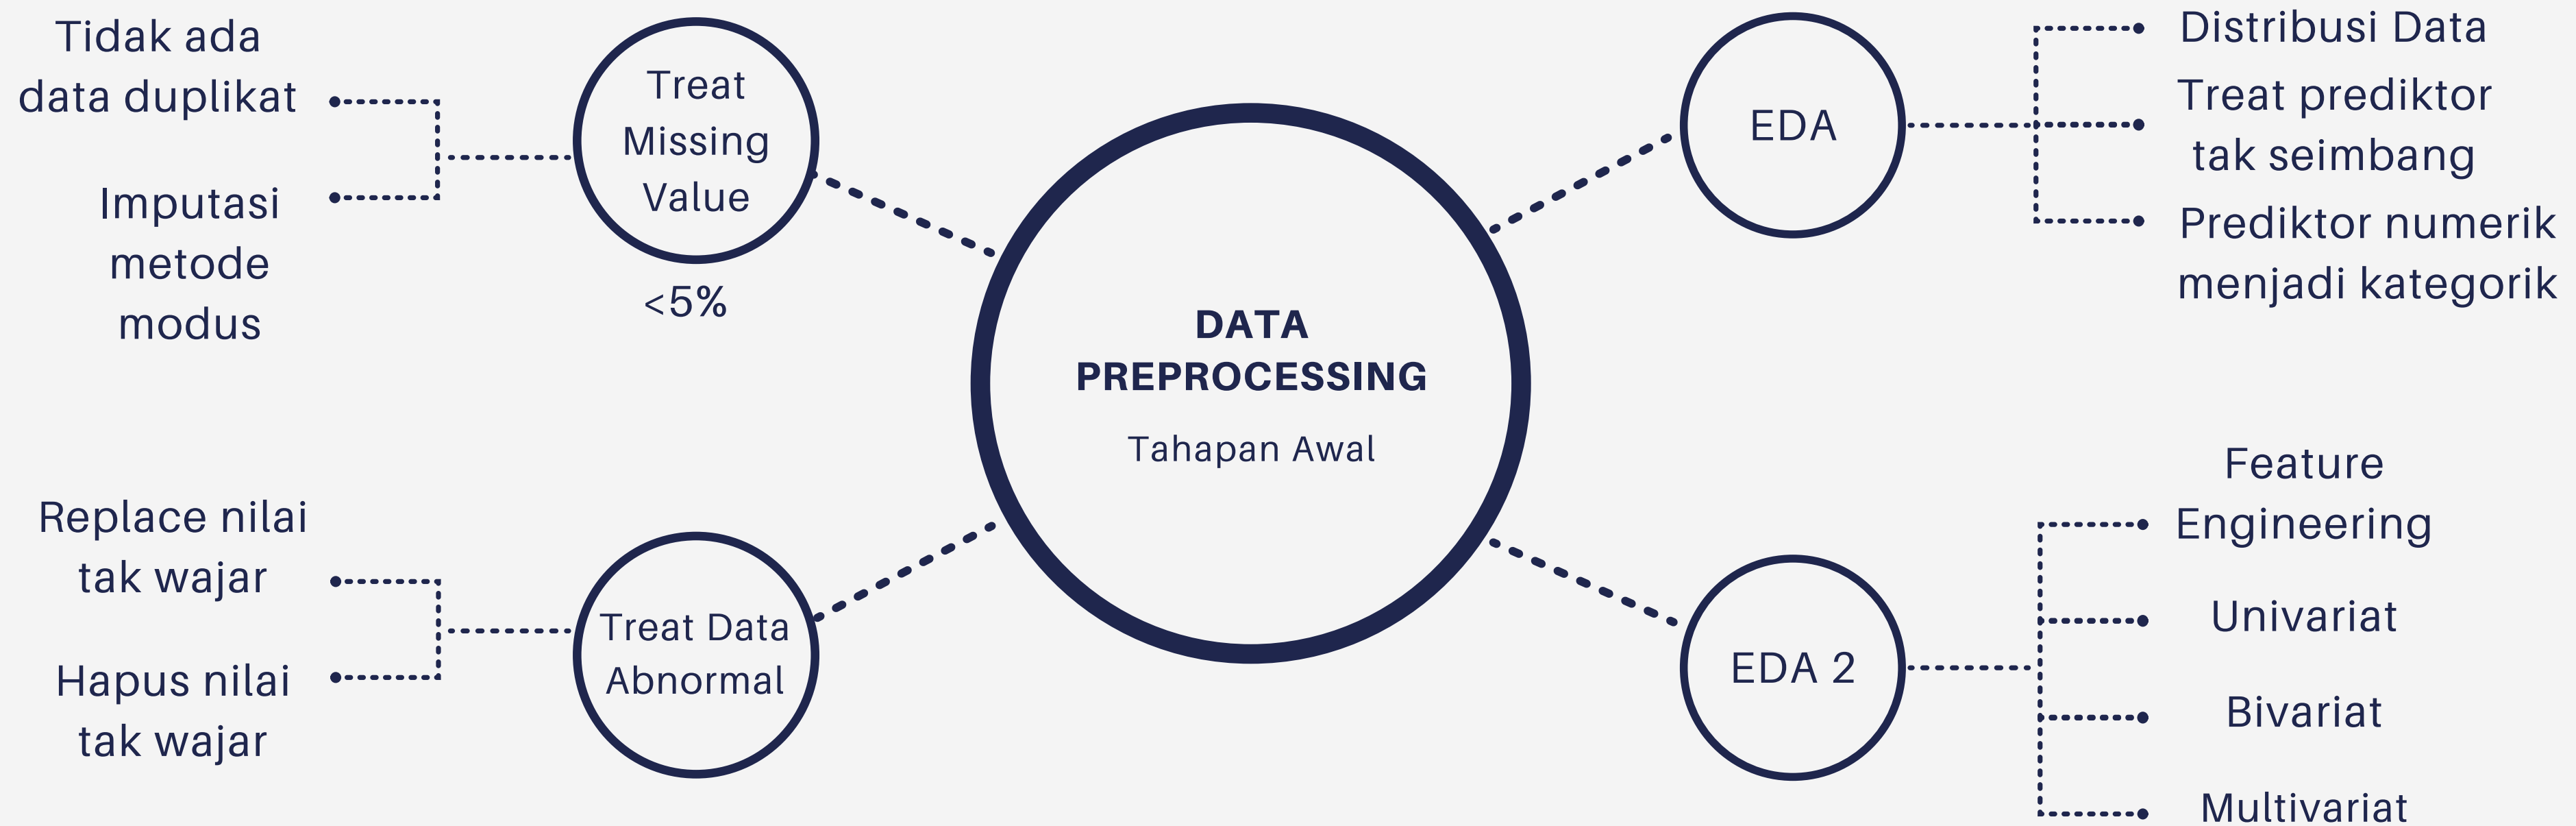 Tidak ada
data duplikat
Imputasi
metode
modus
Treat
Missing
Value
<5%
Replace nilai
tak wajar
Hapus nilai
tak wajar
Treat Data
Abnormal
DATA
PREPROCESSING
Tahapan Awal
EDA
Distribusi Data
Treat prediktor
tak seimbang
Prediktor numerik
menjadi kategorik
EDA 2
Feature
Engineering
Univariat
Bivariat
Multivariat